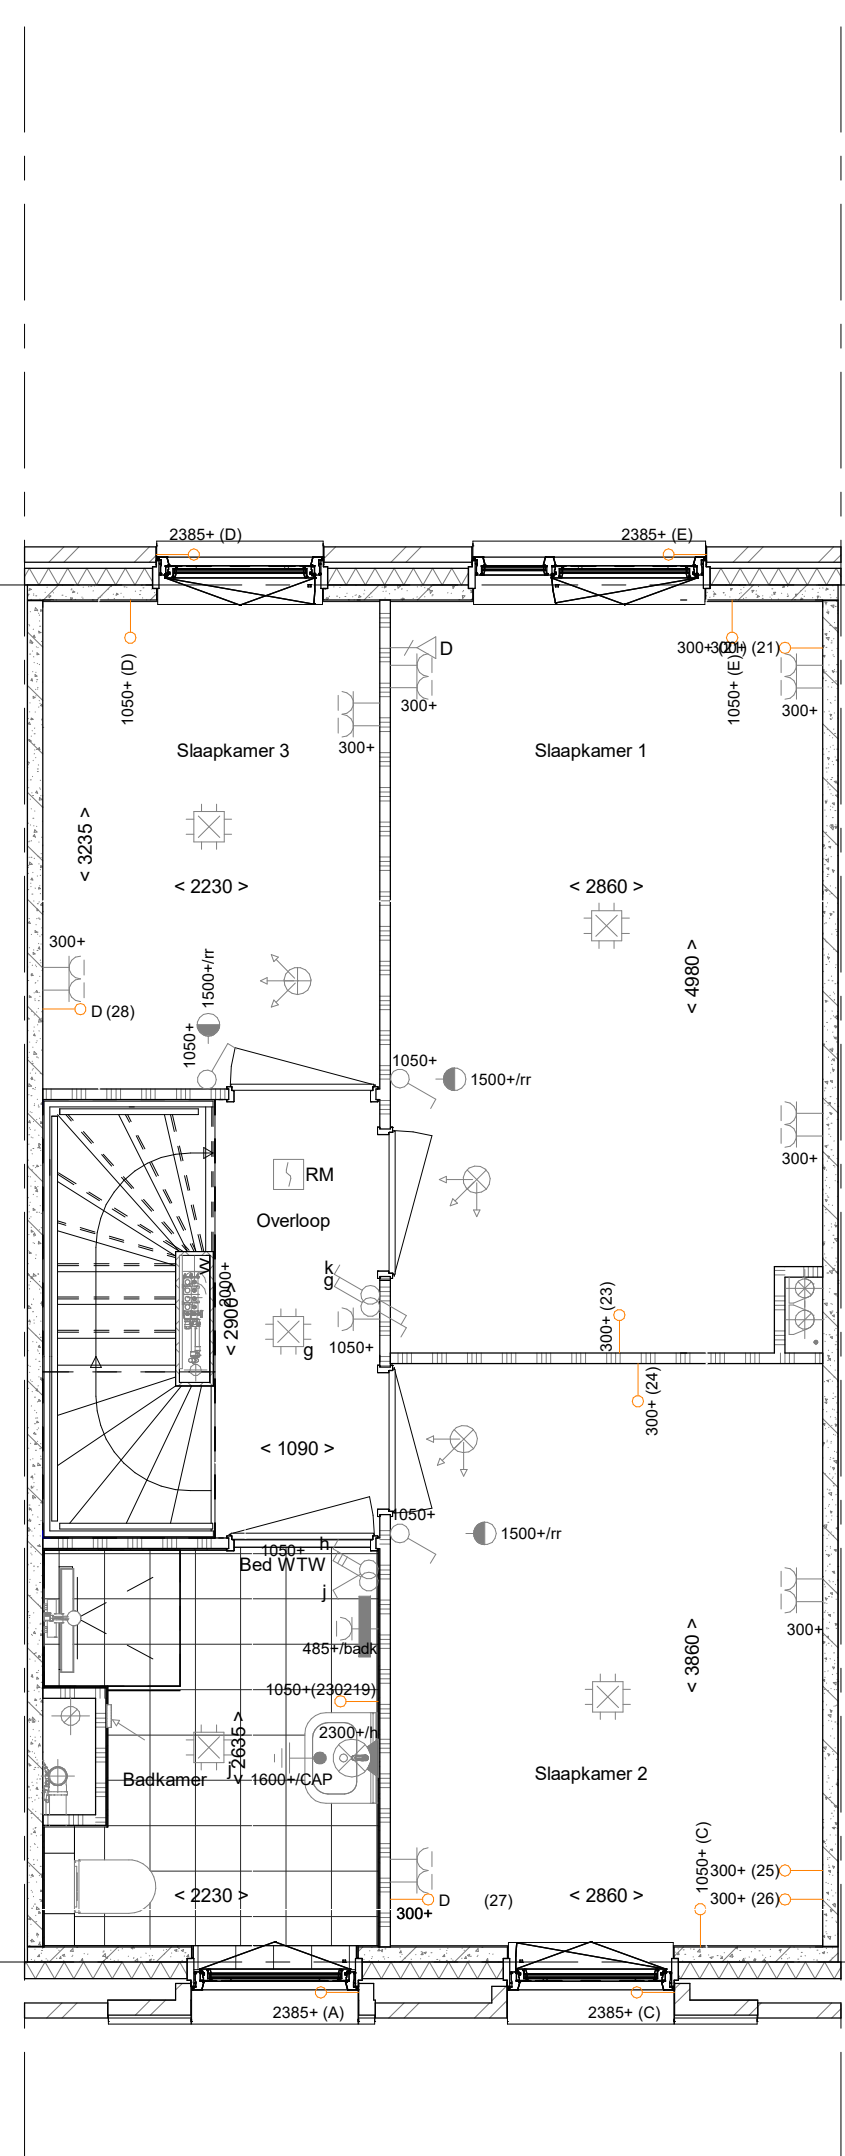 2385+ (D)
2385+ (E)
1050+ (D)
D
300+
300+
300+ (21)
1050+ (E)
300+
Slaapkamer 3
Slaapkamer 1
< 3235 >
< 2230 >
< 2860 >
300+
D (28)
1500+/rr
1050+
< 4980 >
1050+
1500+/rr
300+
RM
Overloop
k
g
W
2000+
< 2900 >
g
1050+
300+ (23)
300+ (24)
< 1090 >
1050+
1500+/rr
1050+
h
Bed WTW
j
300+
485+/badk
1050+(230219)
2300+/h
< 2635 >
j
1600+/CAP
Badkamer
< 3860 >
Slaapkamer 2
1050+ (C)
300+ (25)
300+ (26)
< 2230 >
D
(27)
300+
< 2860 >
2385+ (A)
2385+ (C)